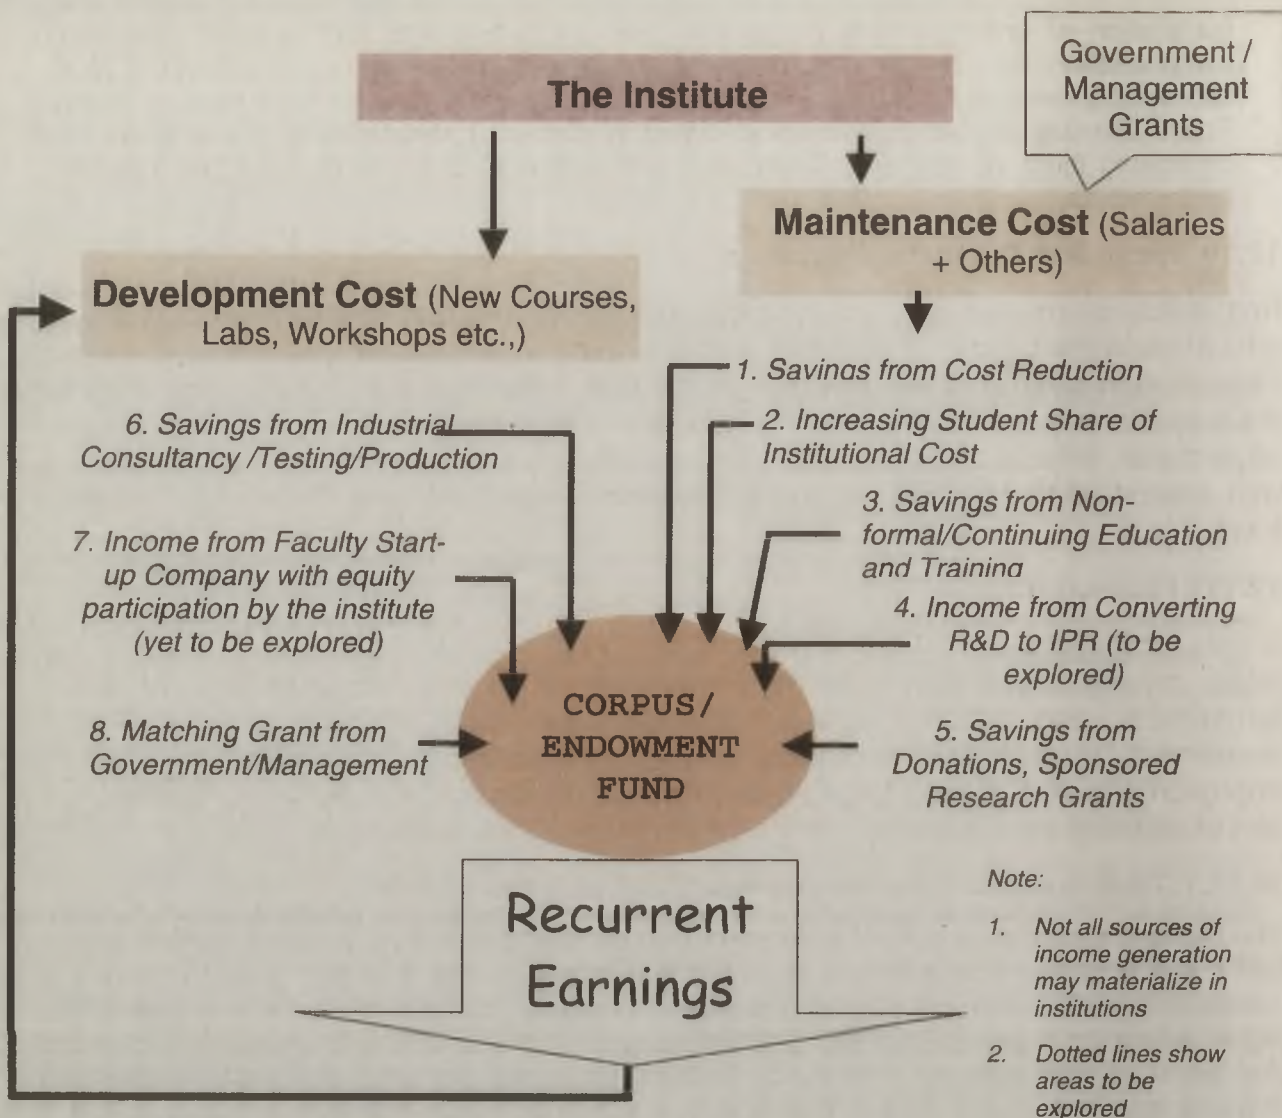 The Institute
Government /
Management
Grants
Maintenance Cost (Salaries
+ Others)
Development Cost (New Courses,
Labs, Workshops etc.,)
1. Savings from Cost Reduction
2. Increasing Student Share of
Institutional Cost
3. Savings from Non-
formal/Continuing Education
and Training
4. Income from Converting
R&D to IPR (to be
explored)
5. Savings from
Donations, Sponsored
Research Grants
6. Savings from Industrial
Consultancy /Testing/Production
7. Income from Faculty Start-
up Company with equity
participation by the institute
(yet to be explored)
8. Matching Grant from
Government/Management
CORPUS/
ENDOWMENT
FUND
Recurrent
Earnings
Note:
1. Not all sources of
income generation
may materialize in
institutions
2. Dotted lines show
areas to be
explored